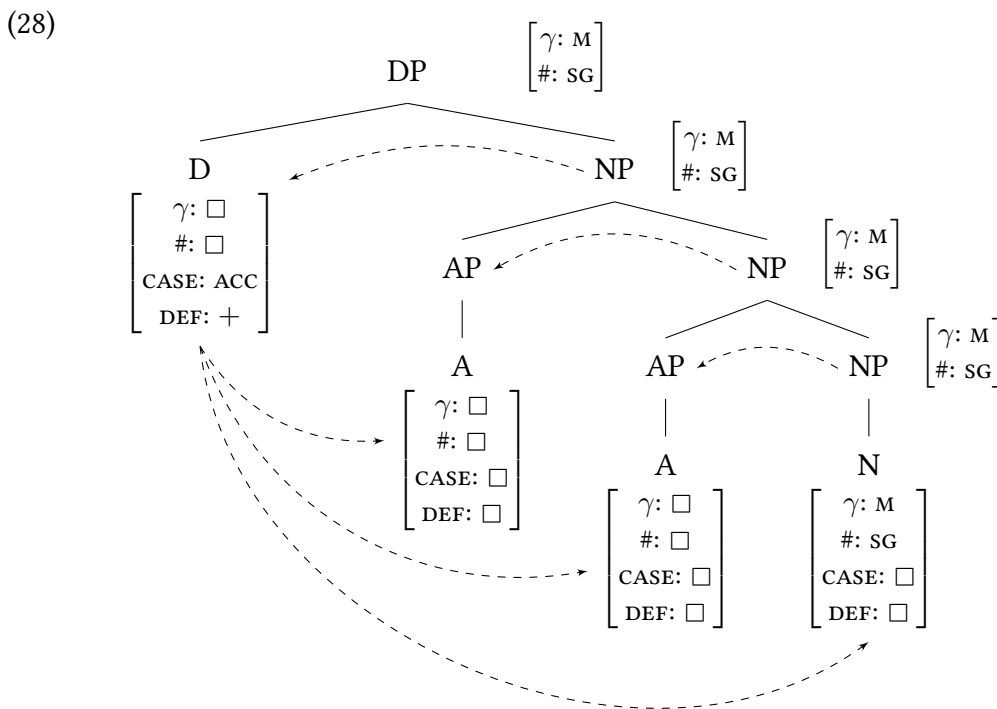 (28)
DP
[γ: M
#: SG]
D
[γ: □
#: □
CASE: ACC
DEF: +]
NP
[γ: M
#: SG]
AP
NP
[γ: M
#: SG]
A
[γ: □
#: □
CASE: □
DEF: □]
AP
NP
[γ: M
#: SG]
A
[γ: □
#: □
CASE: □
DEF: □]
N
[γ: M
#: SG
CASE: □
DEF: □]